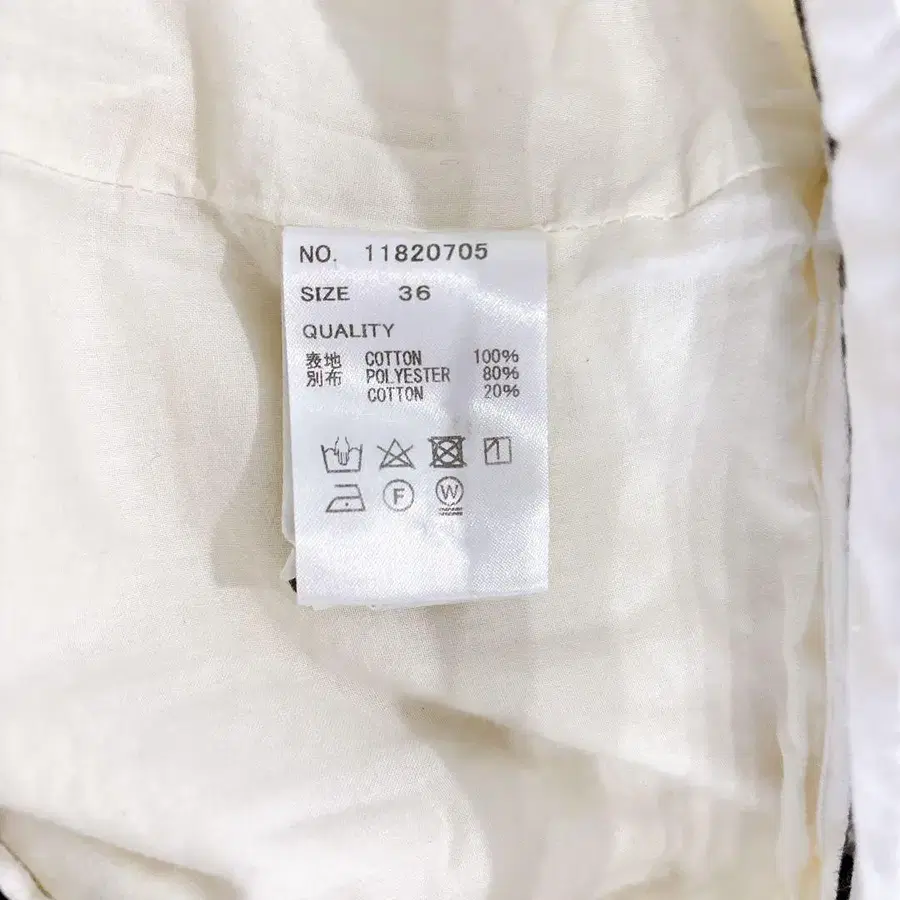 NO. 11820705
SIZE 36
QUALITY
表地 COTTON 100%
別布 POLYESTER 80%
COTTON 20%
F W